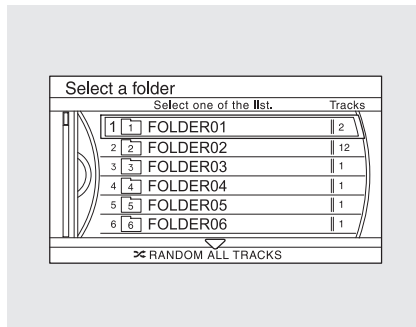 Select a folder
Select one of the list. Tracks
1 1 FOLDER01 2
2 2 FOLDER02 12
3 3 FOLDER03 1
4 4 FOLDER04 1
5 5 FOLDER05 1
6 6 FOLDER06 1
RANDOM ALL TRACKS